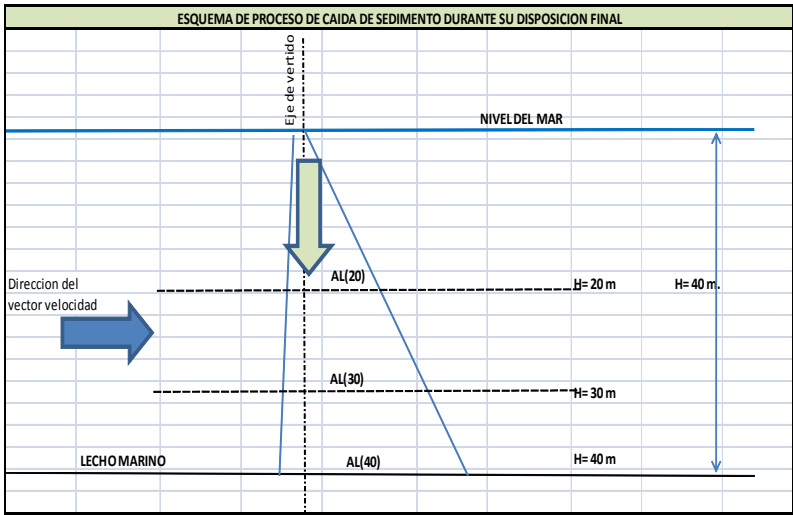 ESQUEMA DE PROCESO DE CAIDA DE SEDIMENTO DURANTE SU DISPOSICION FINAL
Eje de vertido
NIVEL DEL MAR
AL(20)
H= 20 m
H= 40 m.
Direccion del
vector velocidad
AL(30)
H= 30 m
LECHO MARINO
AL(40)
H= 40 m